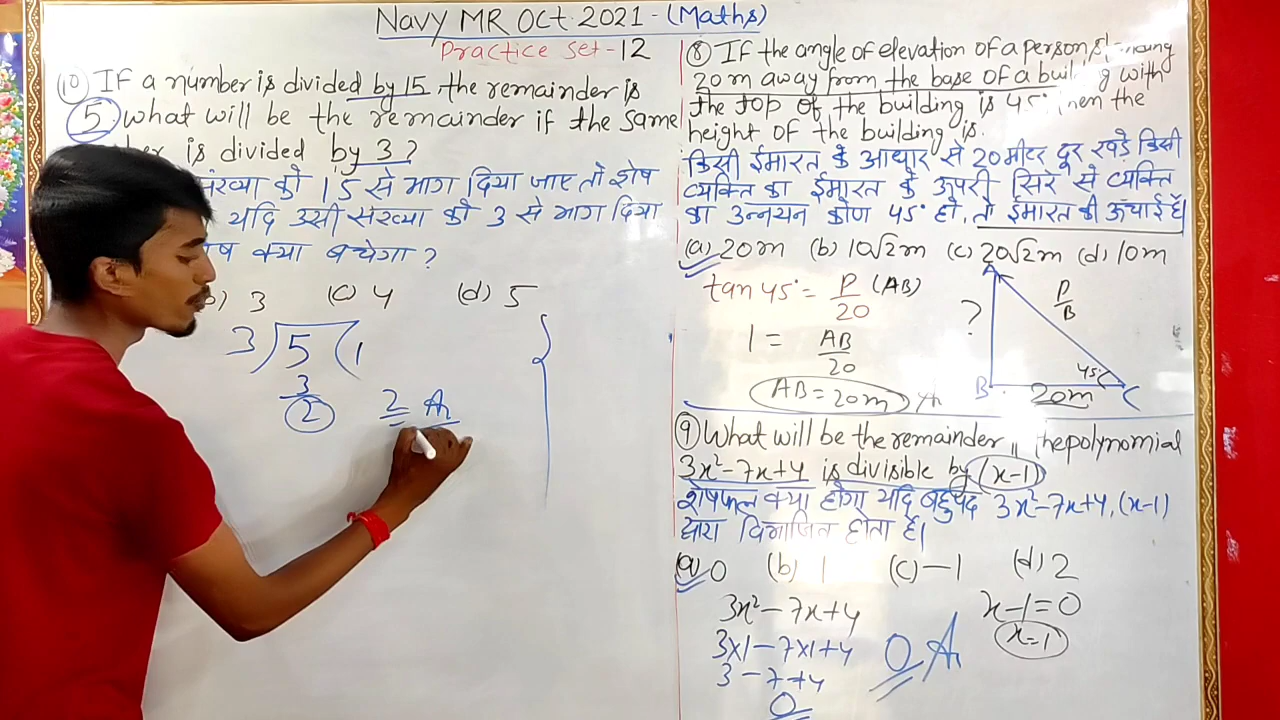 Navy MR Oct. 2021 - (Maths)
Practice Set - 12
(10) If a number is divided by 15, the remainder is
5. what will be the remainder if the same
is divided by 3 ?
संख्या को 15 से भाग दिया जाए तो शेष
यदि उसी संख्या को 3 से भाग दिया
क्या बचेगा ?
b) 3 (c) 4 (d) 5
3) 5 (1
3
2
2 An
(8) If the angle of elevation of a person
20 m away from the base of a with
the top of the building is 45° the
height of the building is.
किसी ईमारत के आधार से 20 मीटर दूर खड़े किसी
व्यक्ति का ईमारत के ऊपरी सिरे से व्यक्ति
का उन्नयन कोण 45° हो, तो ईमारत की ऊंचाई है।
(a) 20m (b) 10√2m (c) 20√2m (d) 10m
tan 45° = P/20 (AB)
1 = AB/20
AB = 20m
A
P/B
?
45°
B 20m C
(9) What will be the remainder the polynomial
3x²-7x+4 is divisible by (x-1)
शेषफल क्या होगा यदि बहुपद 3x²-7x+4, (x-1)
द्वारा विभाजित होता है।
(a) 0 (b) 1 (c) -1 (d) 2
3x² - 7x + 4
3x1 - 7x1 + 4
3 - 7 + 4
0
0 An
x-1=0
x=1